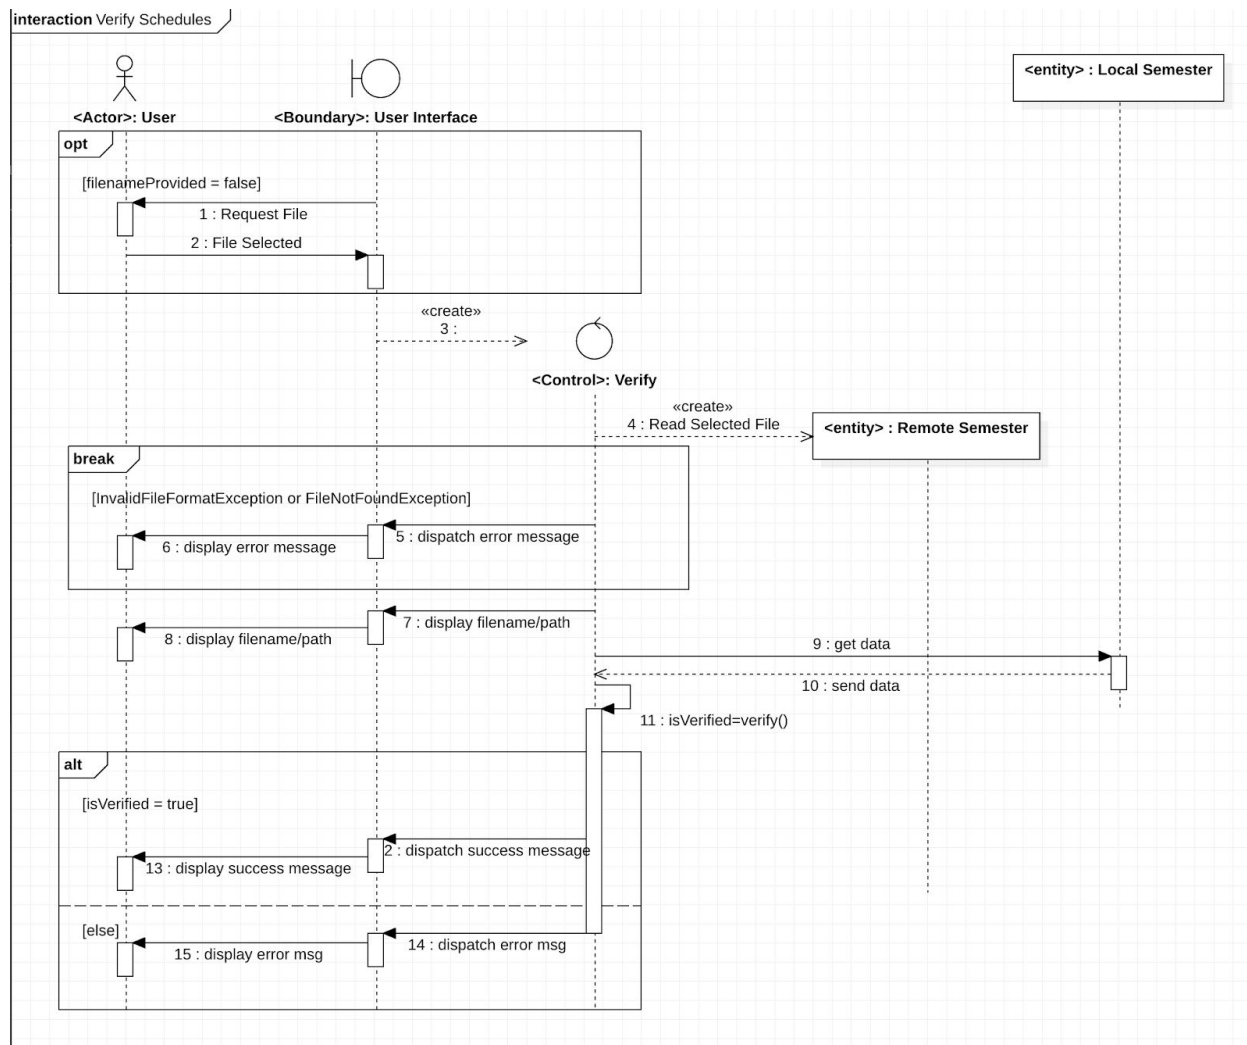 interaction Verify Schedules
<entity> : Local Semester
<Actor>: User
<Boundary>: User Interface
opt
[filenameProvided = false]
1 : Request File
2 : File Selected
«create»
3 :
<Control>: Verify
«create»
4 : Read Selected File
<entity> : Remote Semester
break
[InvalidFileFormatException or FileNotFoundException]
5 : dispatch error message
6 : display error message
7 : display filename/path
8 : display filename/path
9 : get data
10 : send data
11 : isVerified=verify()
alt
[isVerified = true]
2 : dispatch success message
13 : display success message
[else]
14 : dispatch error msg
15 : display error msg